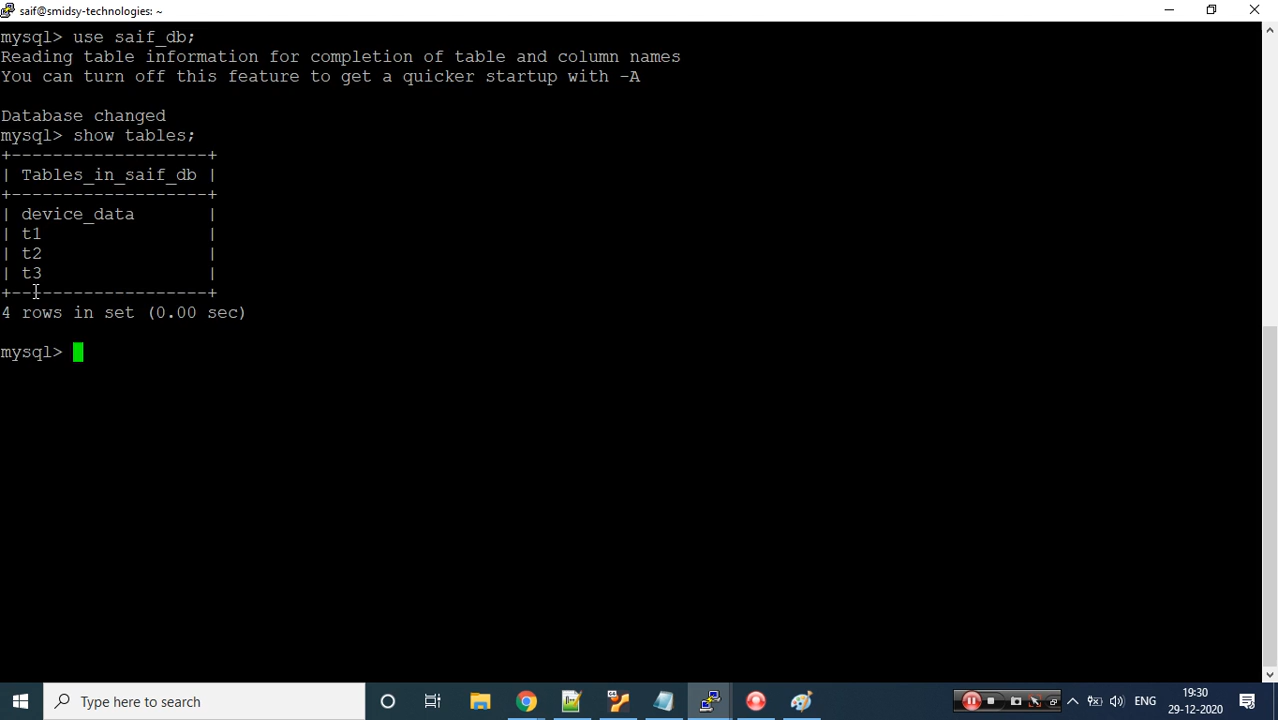 saif@smidsy-technologies: ~
mysql> use saif_db;
Reading table information for completion of table and column names
You can turn off this feature to get a quicker startup with -A
Database changed
mysql> show tables;
+-------------------+
| Tables_in_saif_db |
+-------------------+
| device_data       |
| t1                |
| t2                |
| t3                |
+-------------------+
4 rows in set (0.00 sec)
mysql>
Type here to search
ENG
19:30
29-12-2020